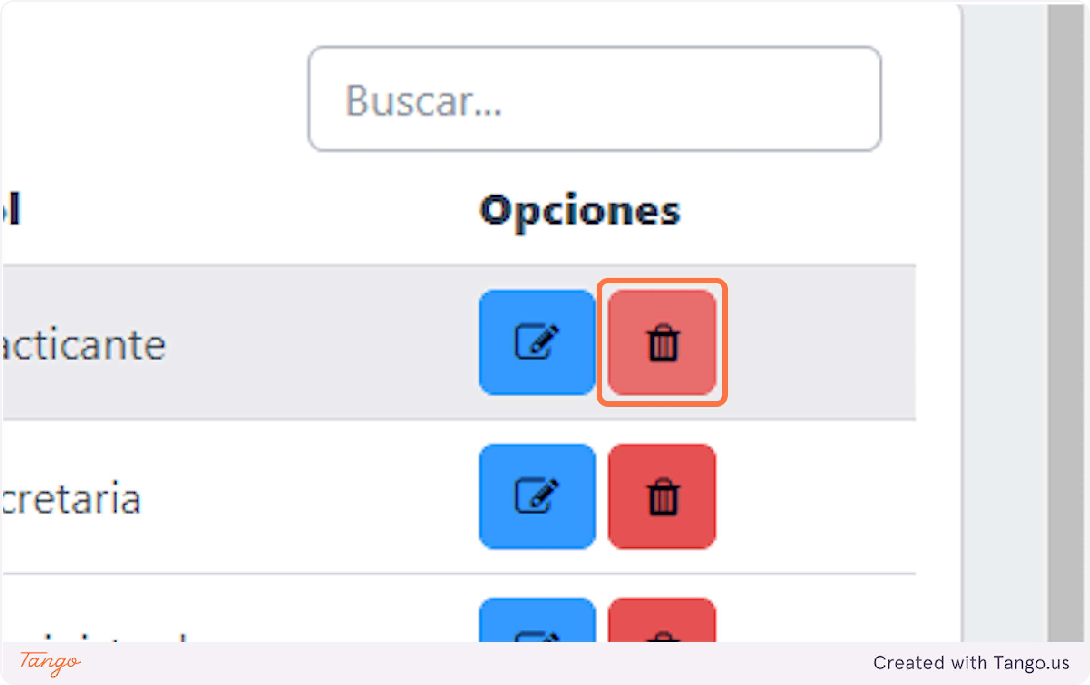 Buscar...
Opciones
acticante
cretaria
Tango
Created with Tango.us